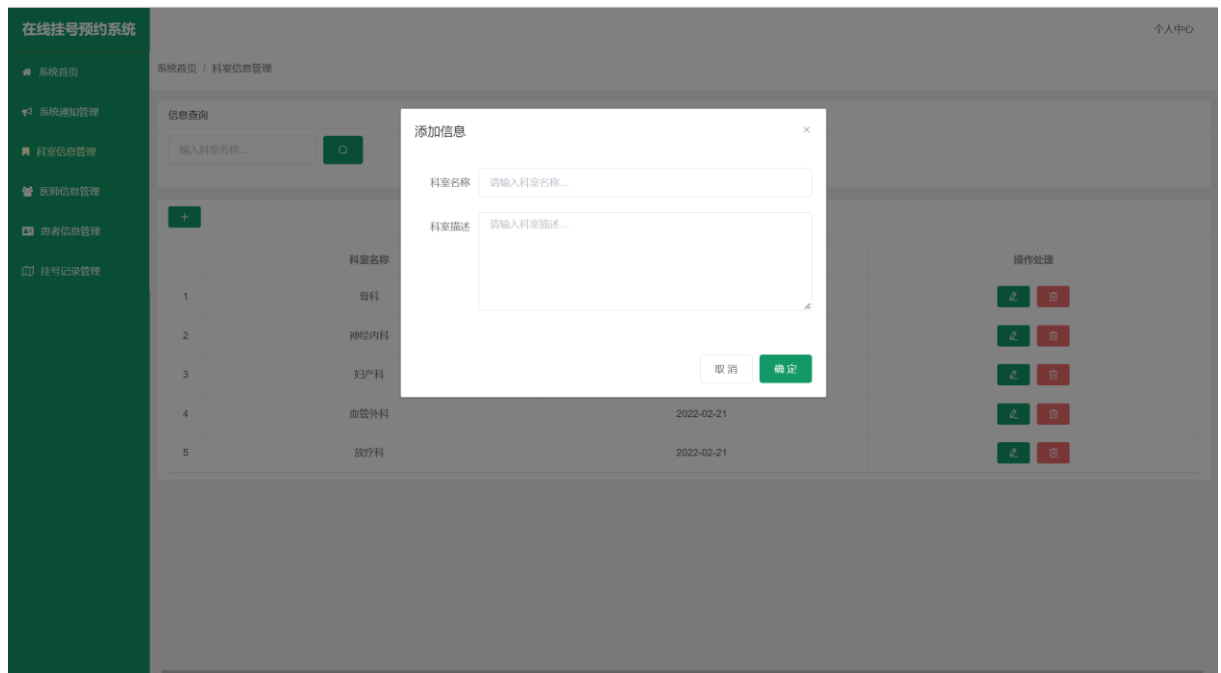 在线挂号预约系统
个人中心
系统首页
系统通知管理
科室信息管理
医师信息管理
患者信息管理
挂号记录管理
系统首页 / 科室信息管理
信息查询
输入科室名称...
添加信息
科室名称 请输入科室名称...
科室描述 请输入科室描述...
取消 确定
科室名称 操作处理
1 骨科
2 神经内科
3 妇产科
4 血管外科 2022-02-21
5 放疗科 2022-02-21